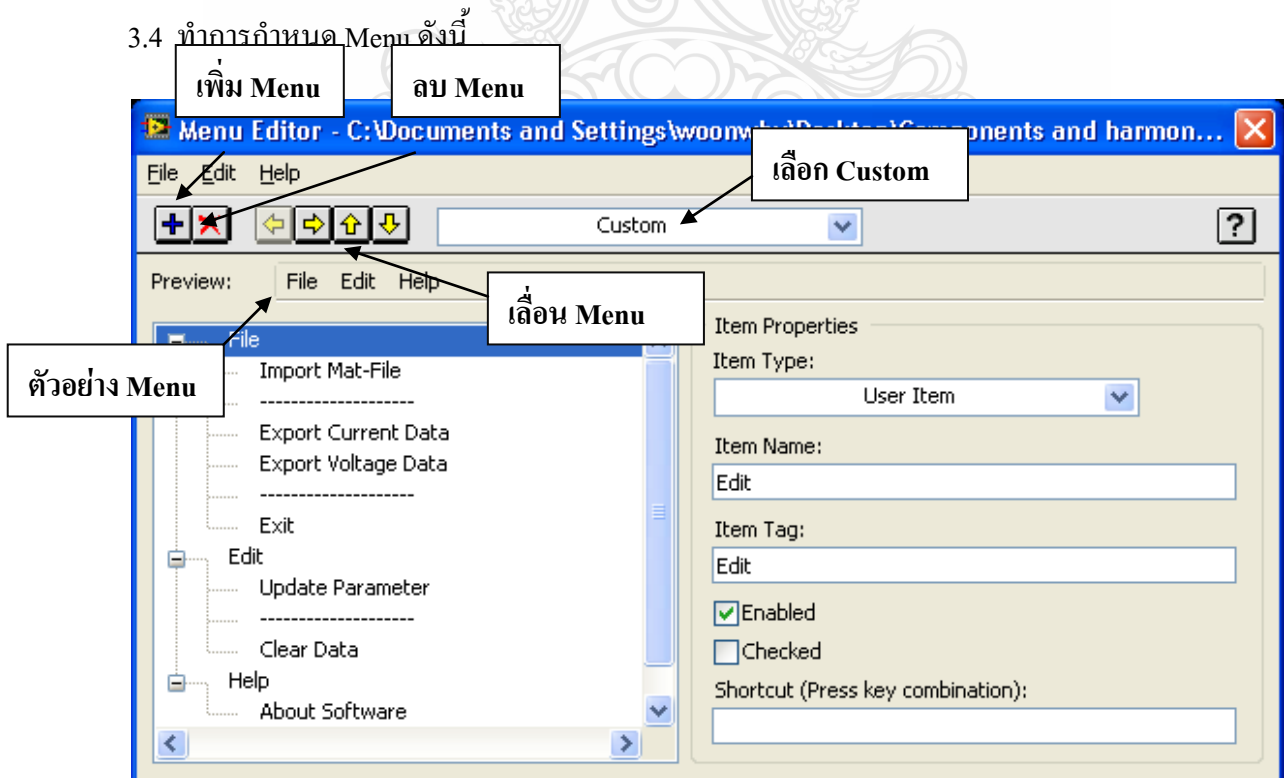 3.4 ทำการกำหนด Menu ดังนี้
เพิ่ม Menu
ลบ Menu
Menu Editor - C:\Documents and Settings\ and harmon...
เลือก Custom
File Edit Help
Custom
?
Preview: File Edit Help
เลื่อน Menu
ตัวอย่าง Menu
File
Import Mat-File
--------------------
Export Current Data
Export Voltage Data
--------------------
Exit
Edit
Update Parameter
--------------------
Clear Data
Help
About Software
Item Properties
Item Type:
User Item
Item Name:
Edit
Item Tag:
Edit
Enabled
Checked
Shortcut (Press key combination):